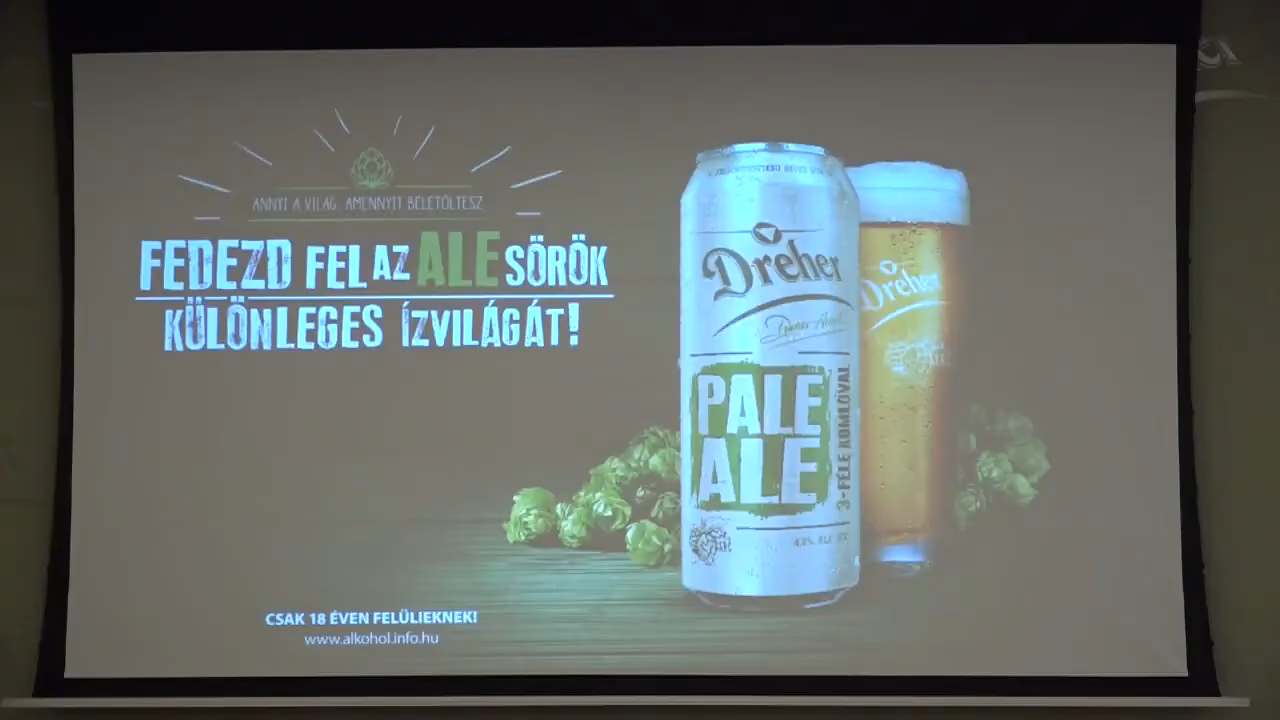 ANNYI A VILÁG, AMENNYIT BELETÖLTESZ
FEDEZD FEL AZ ALE SÖRÖK
KÜLÖNLEGES ÍZVILÁGÁT!
Dreher
PALE
ALE
3-FÉLE KOMLÓVAL
Dreher
CSAK 18 ÉVEN FELÜLIEKNEK!
www.alkohol.info.hu